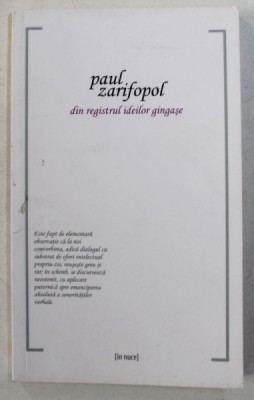 paul
zarifopol
din registrul ideilor gingașe
Este fapt de elementară
observație că la noi
conversația, adică dialogul cu
substrat de efort intelectual
propriu-zis, mușește greu și
rar; în schimb, se discutează
neostenit, cu aplicare
puternică spre emanciparea
absolută a sonorităților
verbale.
[in nuce]